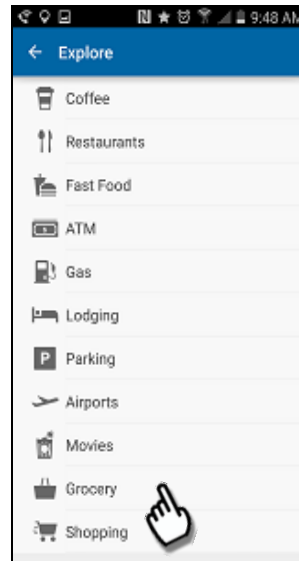 9:48 AM
Explore
Coffee
Restaurants
Fast Food
ATM
Gas
Lodging
P Parking
Airports
Movies
Grocery
Shopping